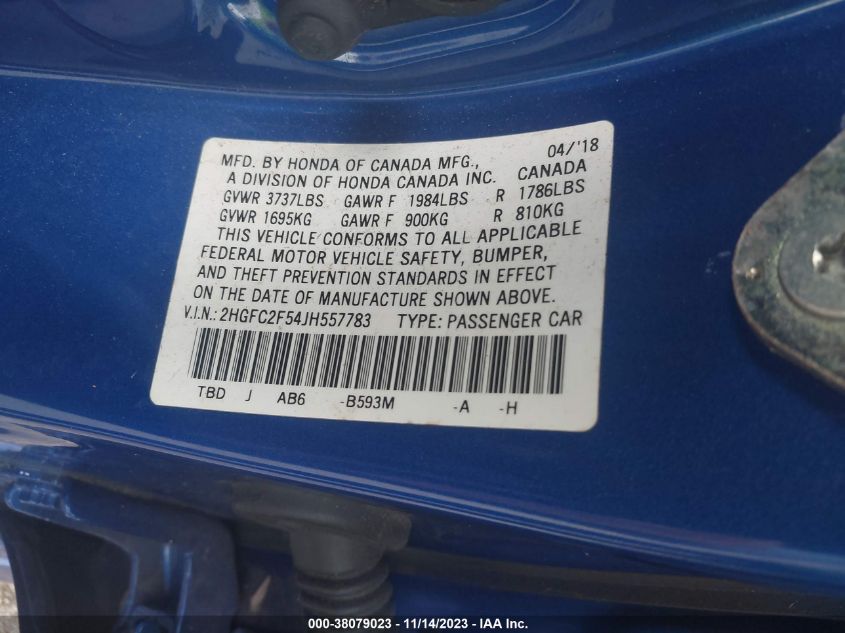 04/'18
MFD. BY HONDA OF CANADA MFG.,
A DIVISION OF HONDA CANADA INC. CANADA
GVWR 3737LBS GAWR F 1984LBS R 1786LBS
GVWR 1695KG GAWR F 900KG R 810KG
THIS VEHICLE CONFORMS TO ALL APPLICABLE
FEDERAL MOTOR VEHICLE SAFETY, BUMPER,
AND THEFT PREVENTION STANDARDS IN EFFECT
ON THE DATE OF MANUFACTURE SHOWN ABOVE.
V.I.N.: 2HGFC2F54JH557783 TYPE: PASSENGER CAR
TBD J AB6 -B593M -A -H
000-38079023 - 11/14/2023 - IAA Inc.